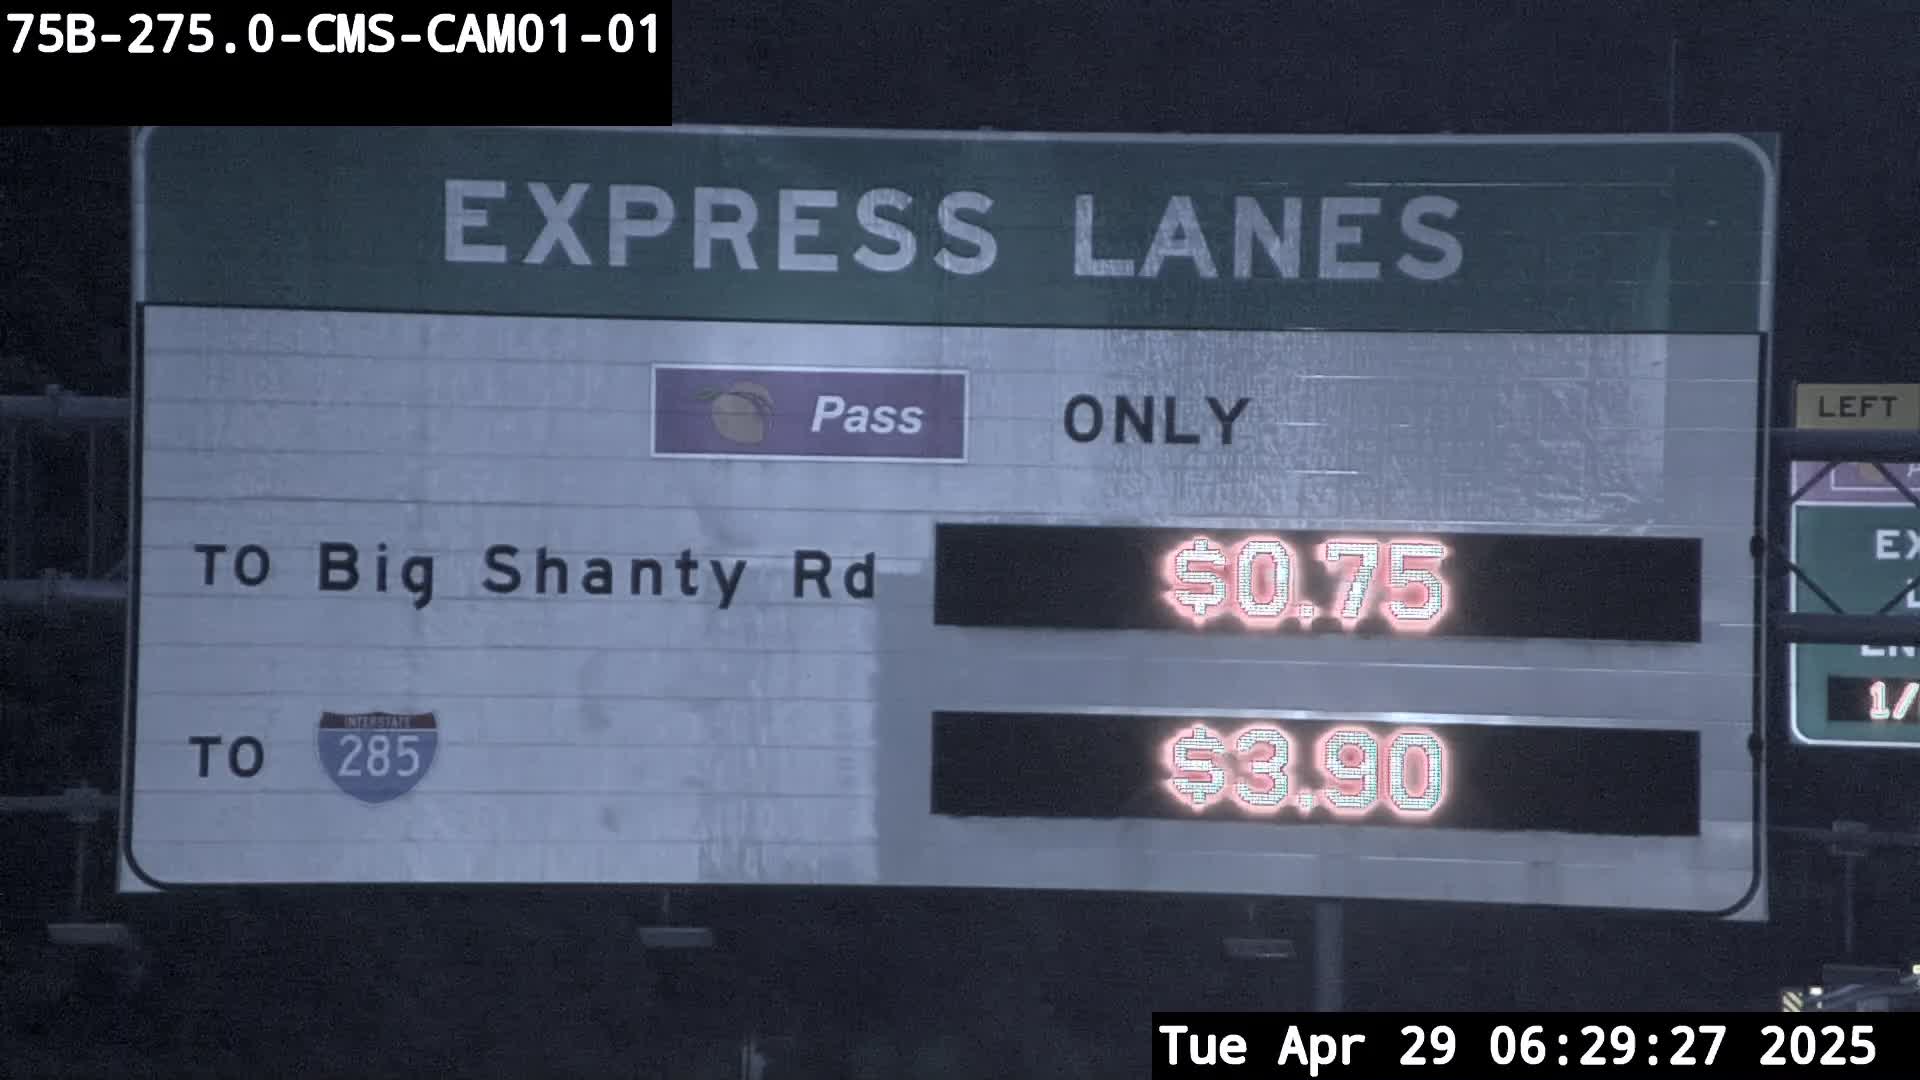 75B-275.0-CMS-CAM01-01
EXPRESS LANES
Pass ONLY
TO Big Shanty Rd $0.75
TO INTERSTATE 285 $3.90
LEFT
Tue Apr 29 06:29:27 2025